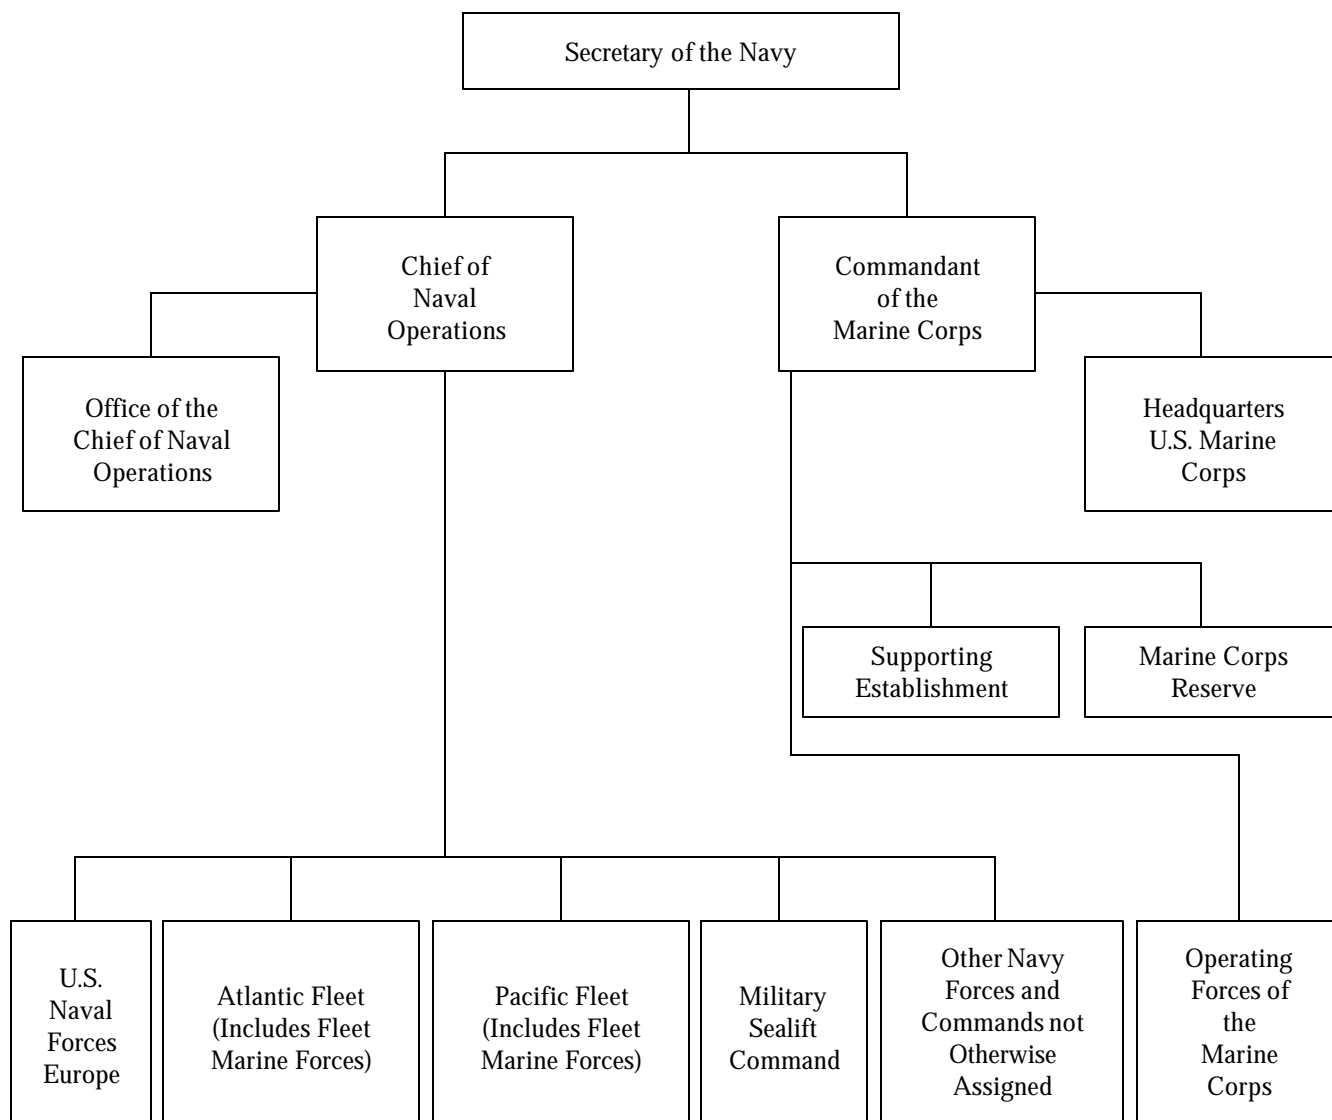 Secretary of the Navy
Chief of
Naval
Operations
Commandant
of the
Marine Corps
Office of the
Chief of Naval
Operations
Headquarters
U.S. Marine
Corps
Supporting
Establishment
Marine Corps
Reserve
U.S.
Naval
Forces
Europe
Atlantic Fleet
(Includes Fleet
Marine Forces)
Pacific Fleet
(Includes Fleet
Marine Forces)
Military
Sealift
Command
Other Navy
Forces and
Commands not
Otherwise
Assigned
Operating
Forces of
the
Marine
Corps